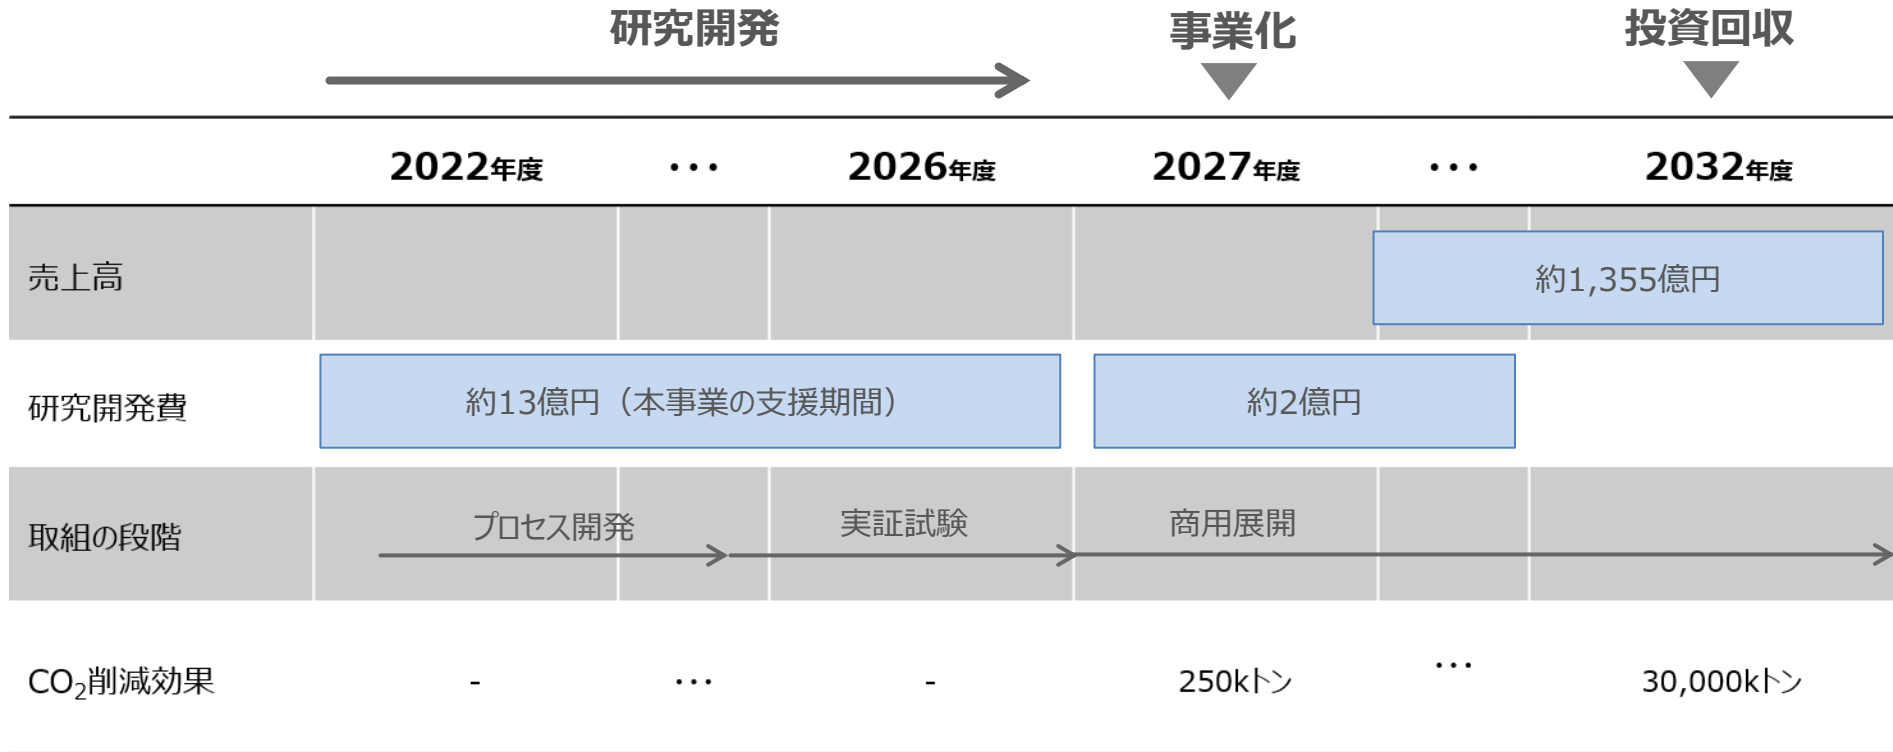 研究開発 事業化 投資回収
2022年度 ・・・ 2026年度 2027年度 ・・・ 2032年度
売上高 約1,355億円
研究開発費 約13億円（本事業の支援期間） 約2億円
取組の段階 プロセス開発 実証試験 商用展開
CO2削減効果 - ・・・ - 250kトン ・・・ 30,000kトン